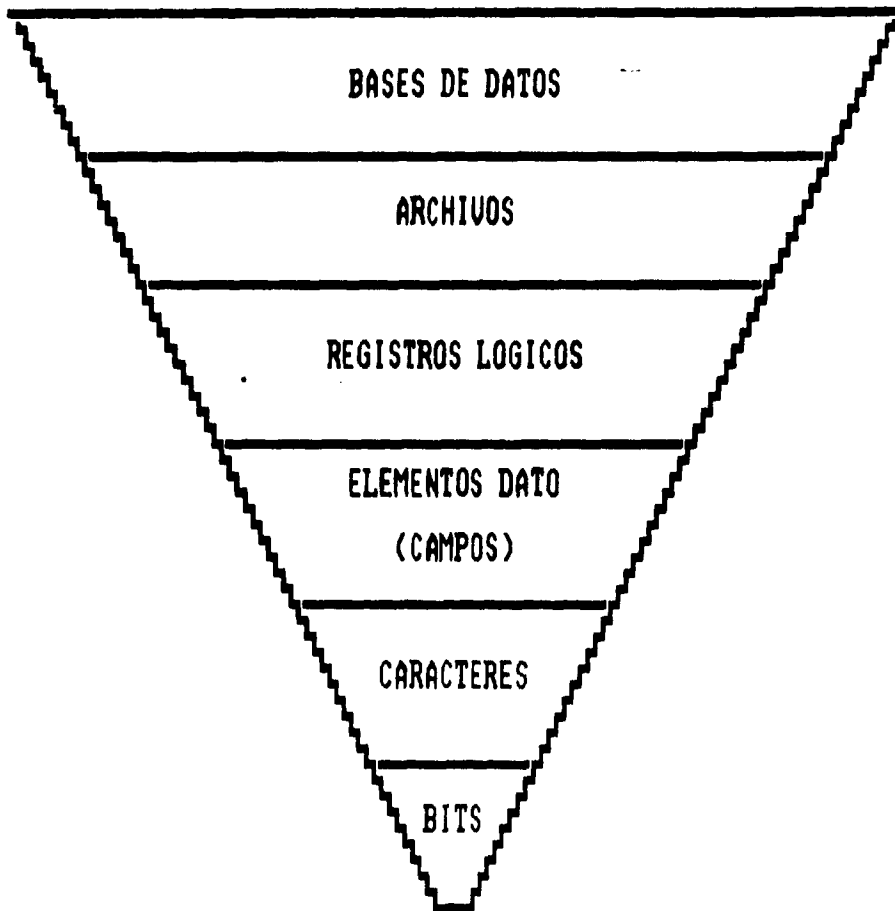 BASES DE DATOS
ARCHIVOS
REGISTROS LOGICOS
ELEMENTOS DATO
(CAMPOS)
CARACTERES
BITS